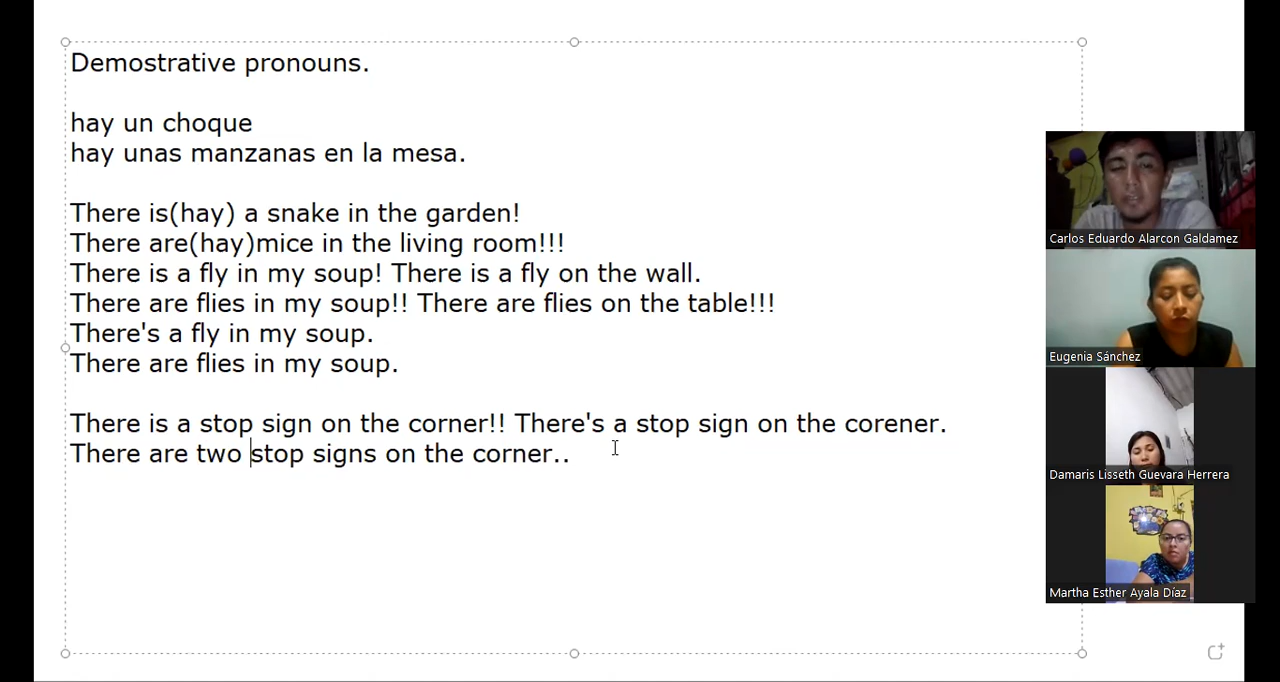 Demostrative pronouns.
hay un choque
hay unas manzanas en la mesa.
There is(hay) a snake in the garden!
There are(hay)mice in the living room!!!
There is a fly in my soup! There is a fly on the wall.
There are flies in my soup!! There are flies on the table!!!
There's a fly in my soup.
There are flies in my soup.
There is a stop sign on the corner!! There's a stop sign on the corener.
There are two stop signs on the corner..
Carlos Eduardo Alarcon Galdamez
Eugenia Sánchez
Damaris Lisseth Guevara Herrera
Martha Esther Ayala Díaz